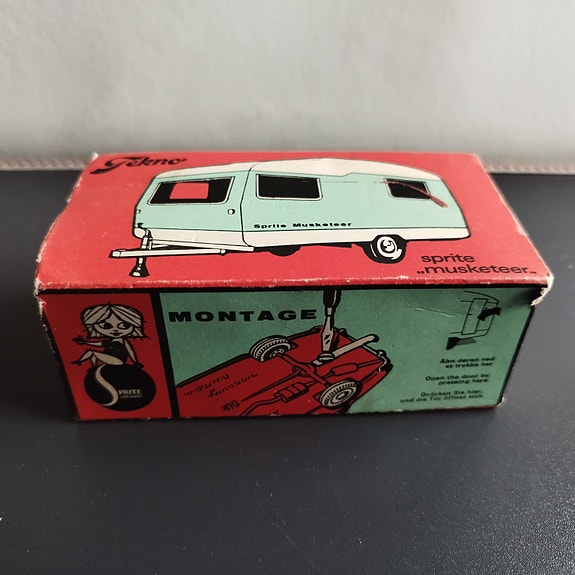 Tekno
Sprite Musketeer
sprite
„musketeer„
MONTAGE
Åbn døren ved
at trykke her
Open the door by
pressing here.
Drücken Sie hier,
und die Tür öffnet sich
SPRITE